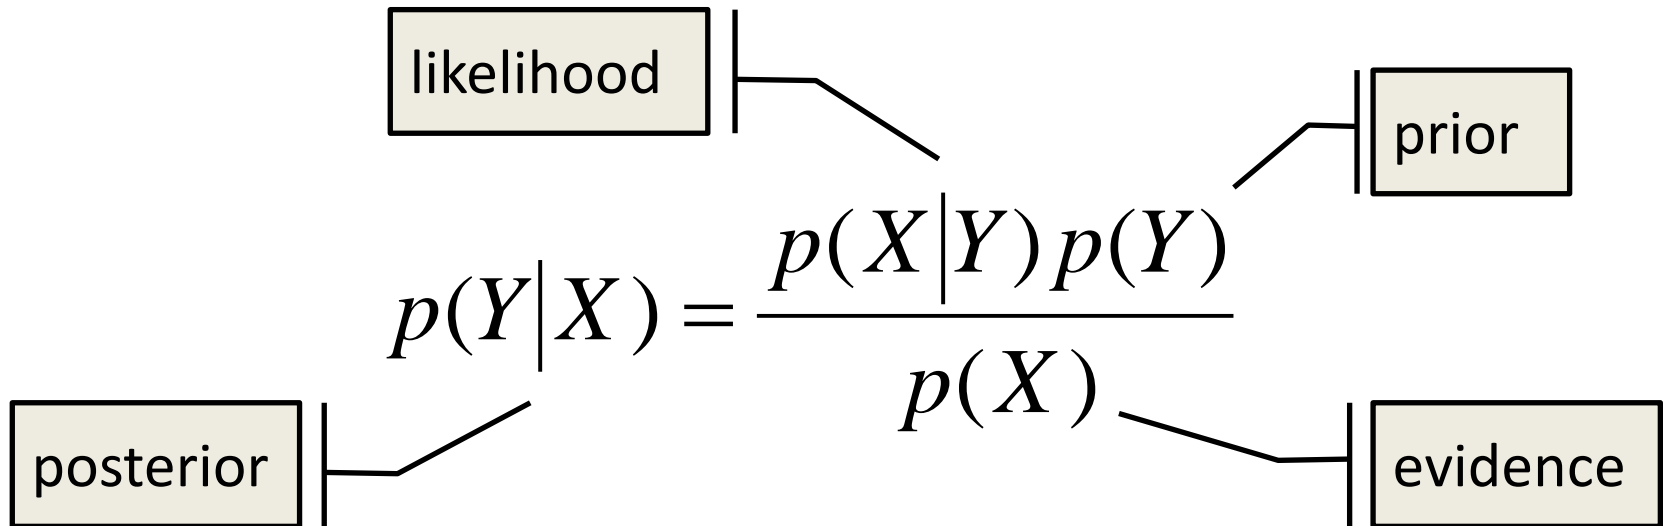 likelihood
prior
p(Y|X) = p(X|Y)p(Y)
p(X)
posterior
evidence